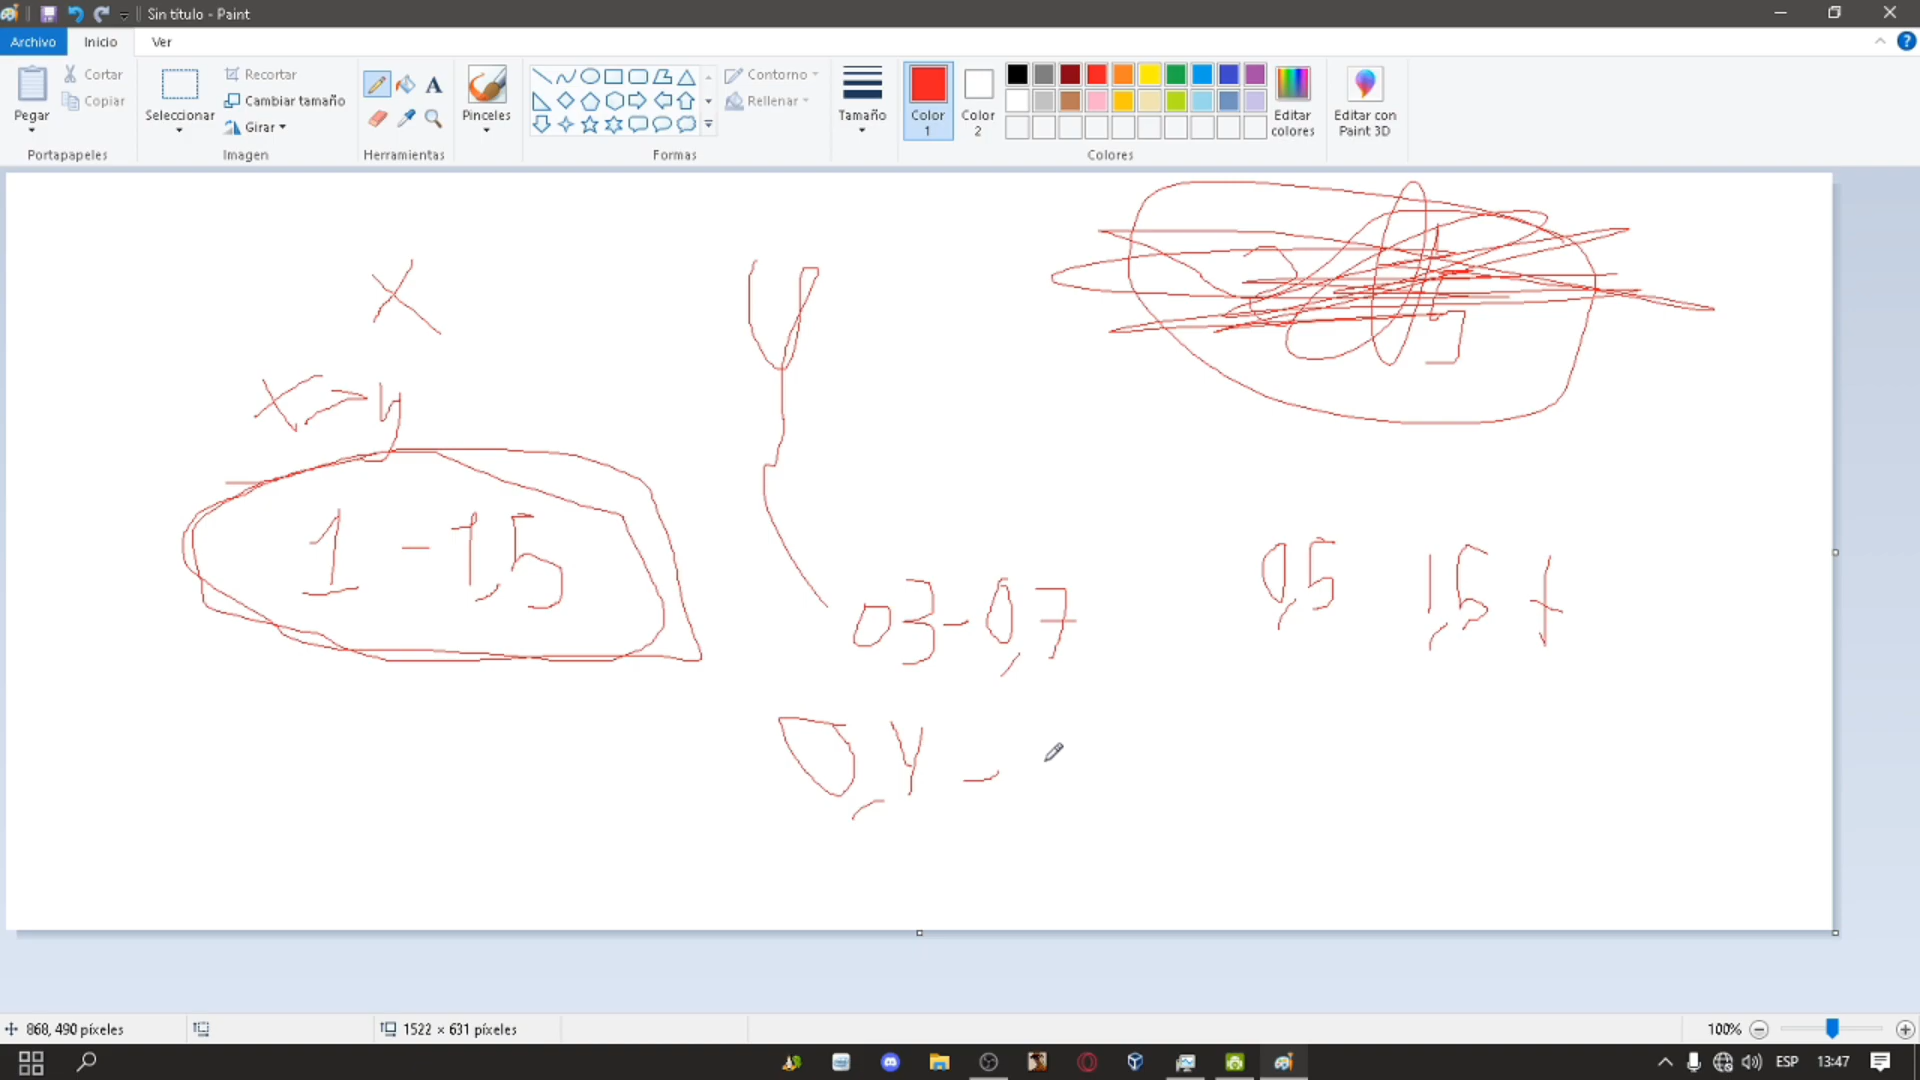 Sin título - Paint
Archivo Inicio Ver
Pegar
Cortar
Copiar
Portapapeles
Seleccionar
Recortar
Cambiar tamaño
Girar
Imagen
Herramientas
Pinceles
Formas
Contorno
Rellenar
Tamaño
Color 1
Color 2
Editar colores
Editar con Paint 3D
Colores
X y
x > y
1 - 1,5
03 - 0,7
0,5 1,5 +
0,4 -
868, 490 píxeles
1522 × 631 píxeles
100%
ESP 13:47